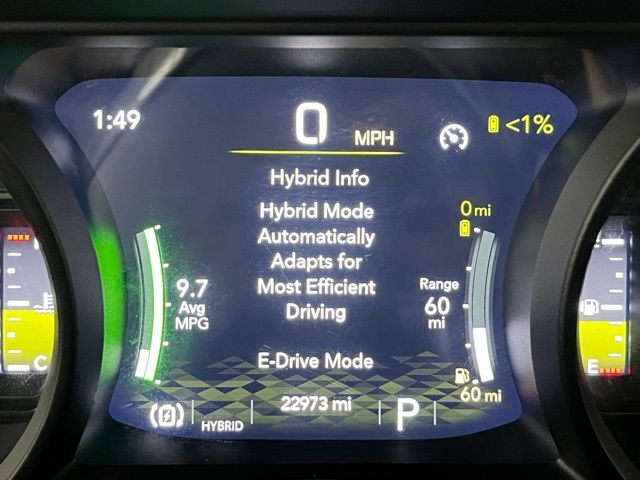 1:49
0 MPH
<1%
Hybrid Info
Hybrid Mode
Automatically
Adapts for
Most Efficient
Driving
0 mi
9.7
Avg
MPG
Range
60
mi
E-Drive Mode
60 mi
HYBRID
22973 mi
P
C
E